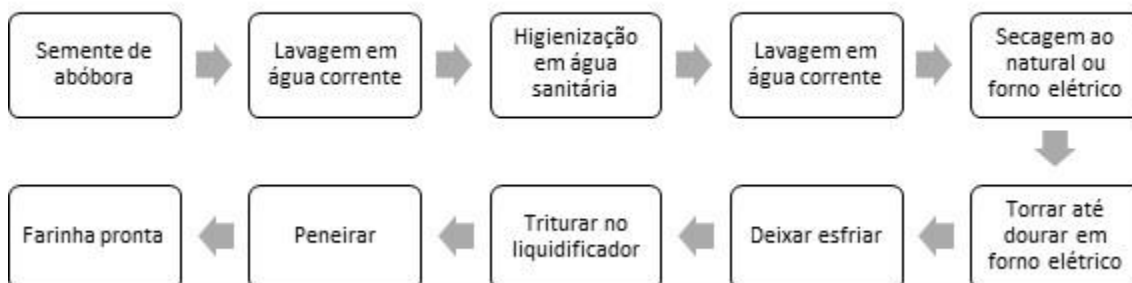 Semente de
abóbora
Lavagem em
água corrente
Higienização
em água
sanitária
Lavagem em
água corrente
Secagem ao
natural ou
forno elétrico
Torrar até
dourar em
forno elétrico
Deixar esfriar
Triturar no
liquidificador
Peneirar
Farinha pronta